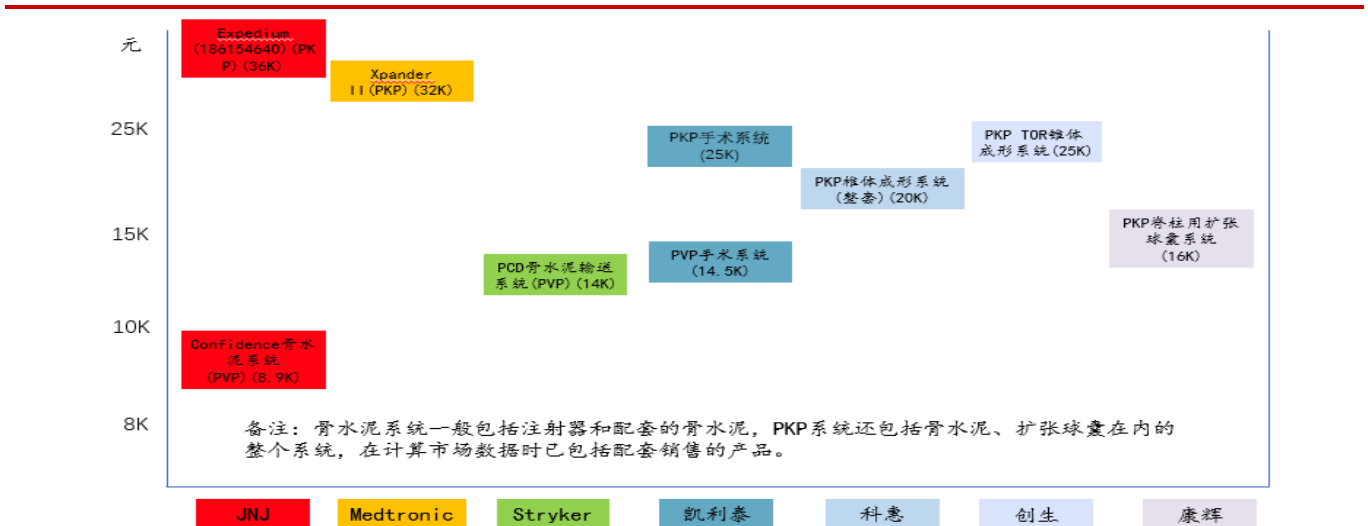 元
Expedium
(186154640)(PK
P)(36K)
Xpander
II(PKP)(32K)
25K
PKP手术系统
(25K)
PKP TOR锥体
成形系统(25K)
PKP椎体成形系统
(整套)(20K)
PKP脊柱用扩张
球囊系统
(16K)
15K
PVP手术系统
(14.5K)
PCD骨水泥输送
系统(PVP)(14K)
10K
Confidence骨水
泥系统
(PVP)(8.9K)
8K
备注：骨水泥系统一般包括注射器和配套的骨水泥，PKP系统还包括骨水泥、扩张球囊在内的
整个系统，在计算市场数据时已包括配套销售的产品。
JNJ
Medtronic
Stryker
凯利泰
科惠
创生
康辉